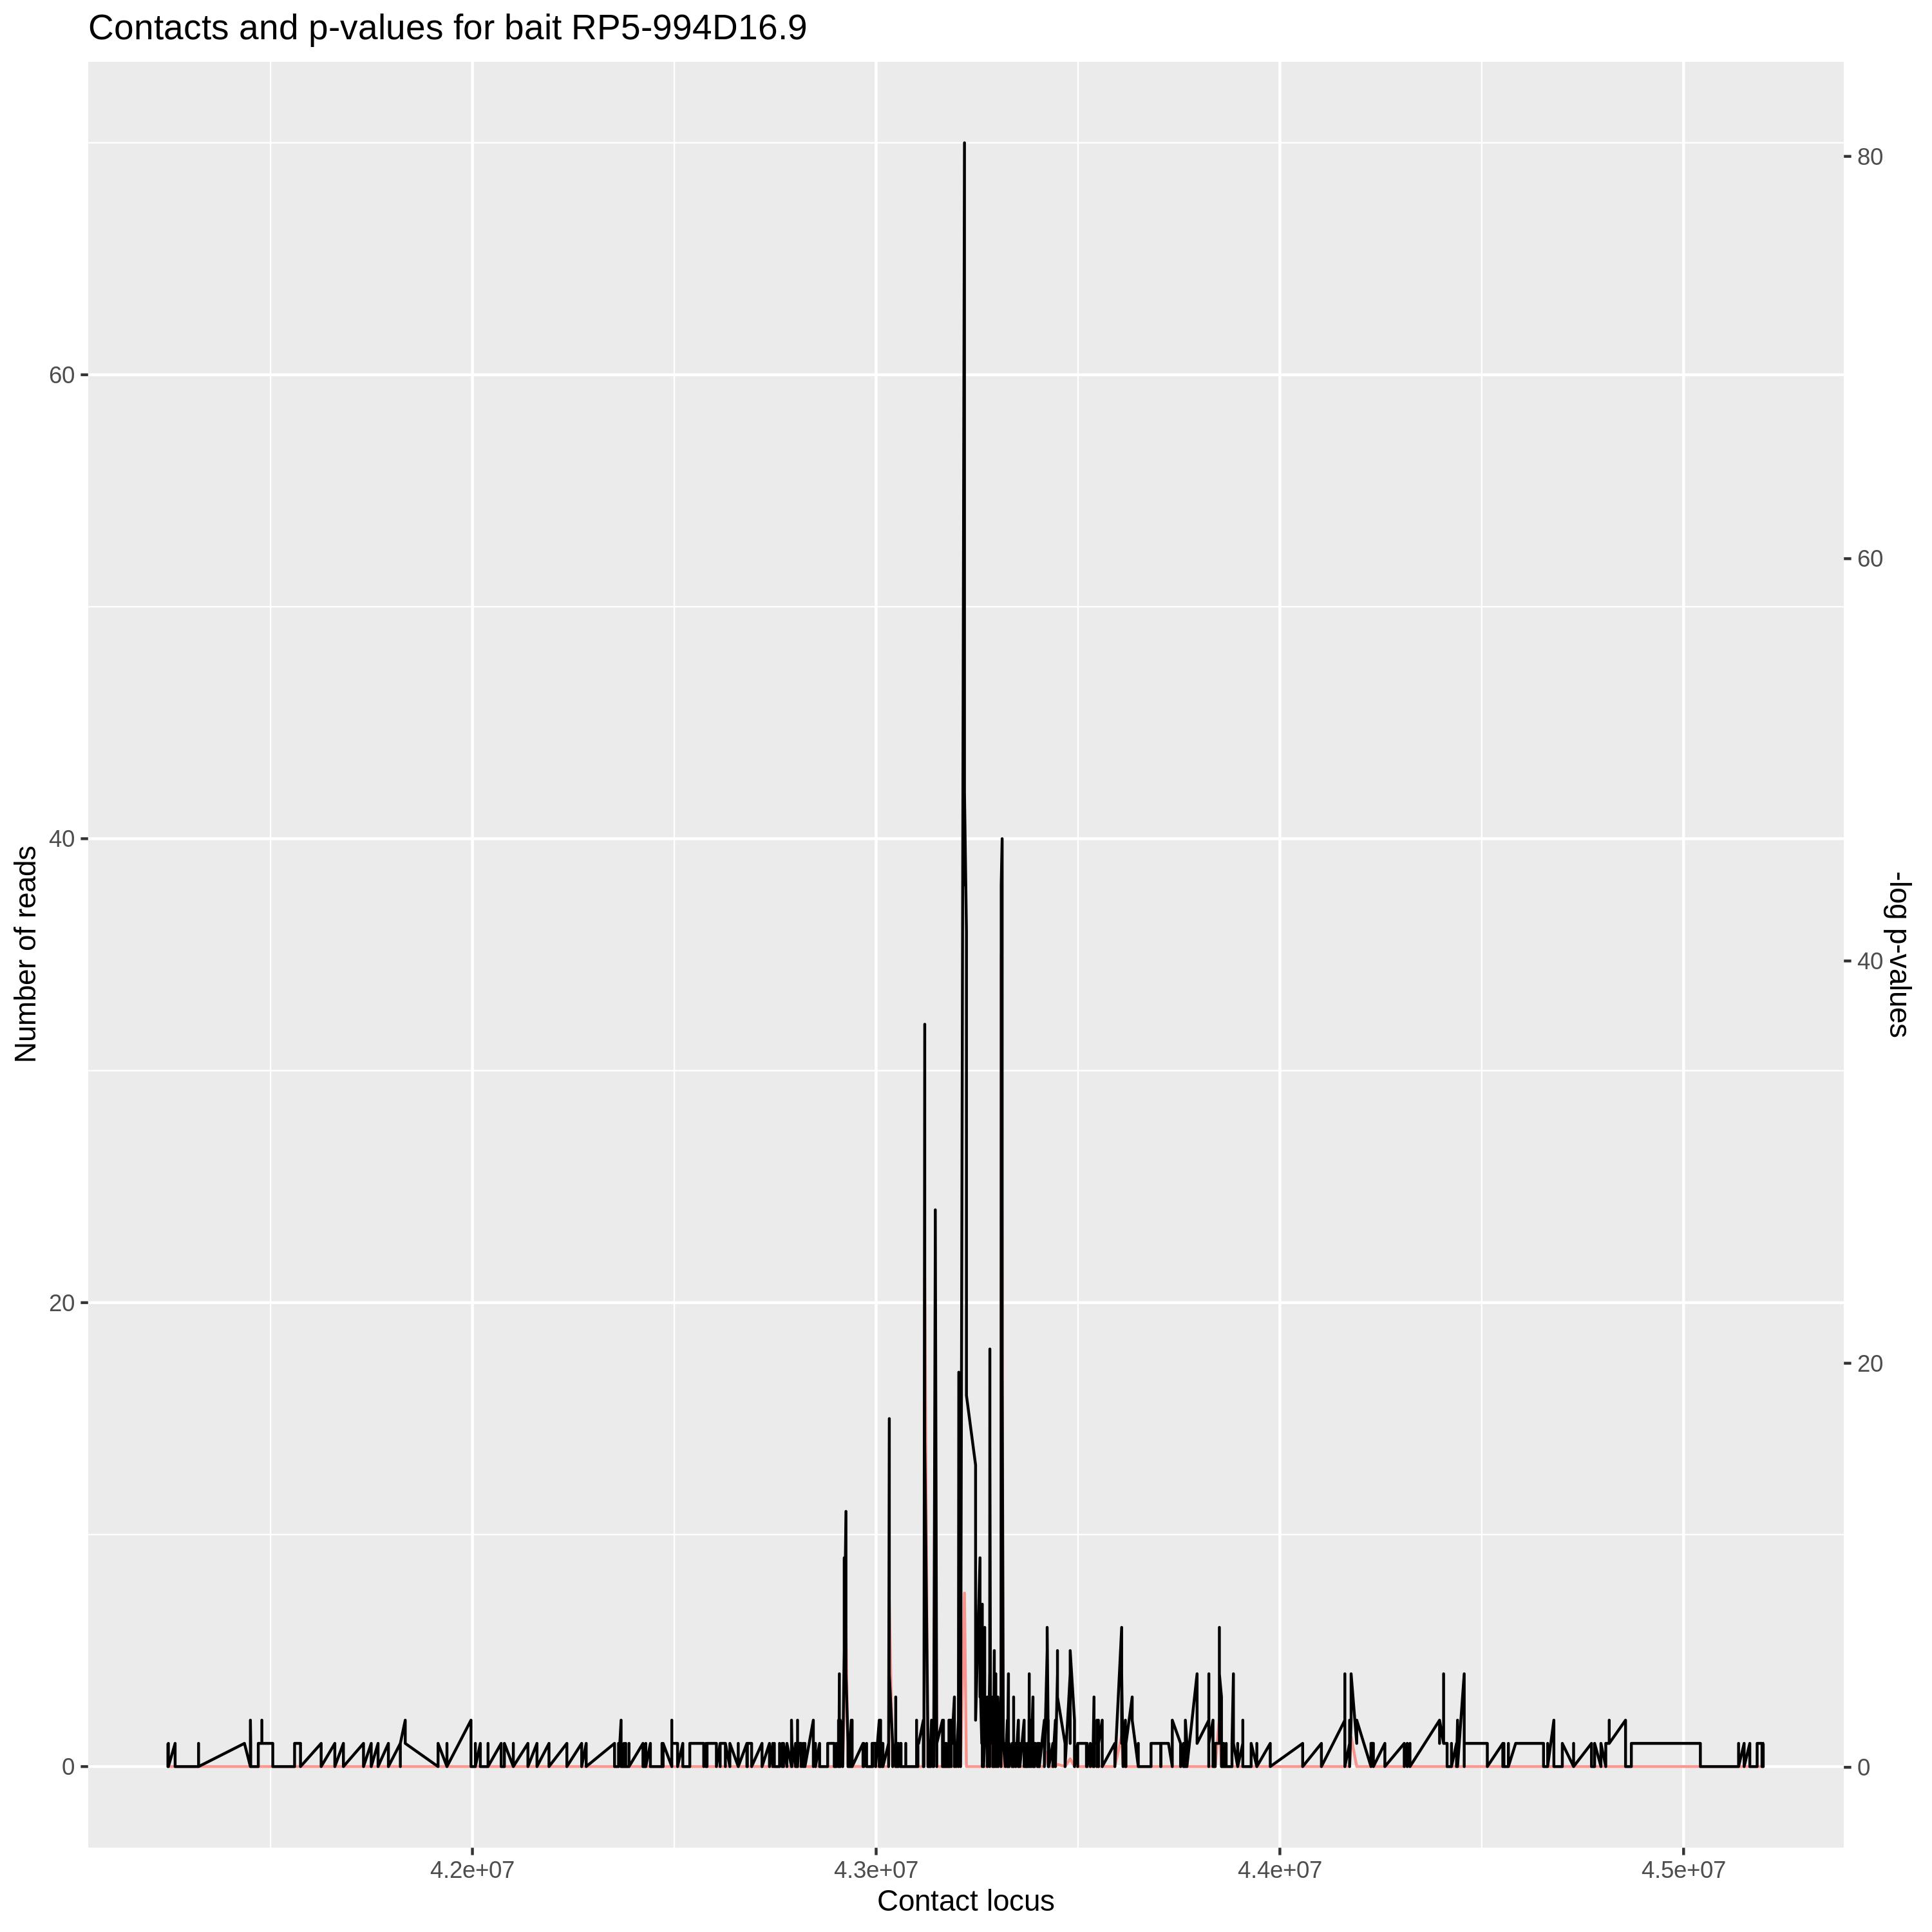 Contacts and p-values for bait RP5-994D16.9
Number of reads
60
40
20
0
80
60
40
20
0
-log p-values
4.2e+07
4.3e+07
4.4e+07
4.5e+07
Contact locus